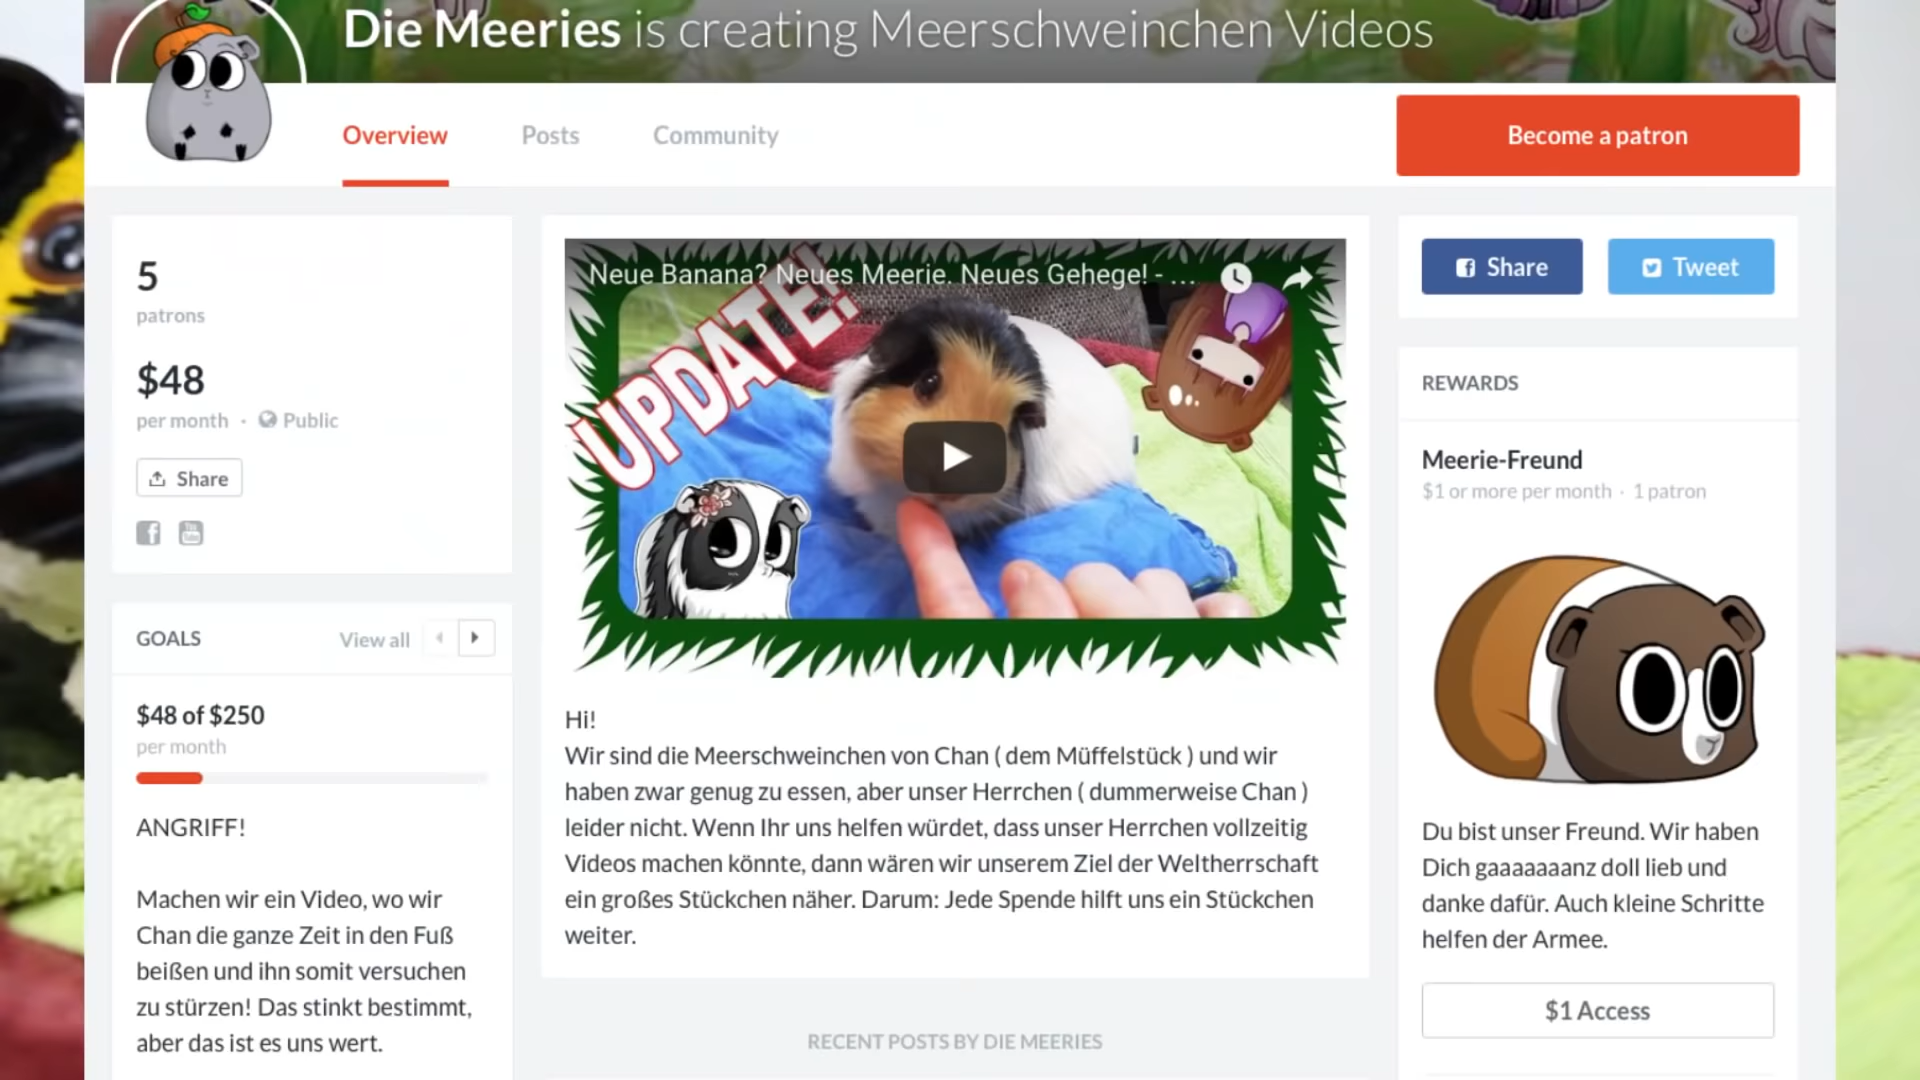 Die Meeries is creating Meerschweinchen Videos
Overview
Posts
Community
Become a patron
5
patrons
$48
per month · Public
Share
GOALS
View all
$48 of $250
per month
ANGRIFF!
Machen wir ein Video, wo wir
Chan die ganze Zeit in den Fuß
beißen und ihn somit versuchen
zu stürzen! Das stinkt bestimmt,
aber das ist es uns wert.
Neue Banana? Neues Meerie. Neues Gehege! - ...
UPDATE!
Hi!
Wir sind die Meerschweinchen von Chan ( dem Müffelstück ) und wir
haben zwar genug zu essen, aber unser Herrchen ( dummerweise Chan )
leider nicht. Wenn Ihr uns helfen würdet, dass unser Herrchen vollzeitig
Videos machen könnte, dann wären wir unserem Ziel der Weltherrschaft
ein großes Stückchen näher. Darum: Jede Spende hilft uns ein Stückchen
weiter.
RECENT POSTS BY DIE MEERIES
Share
Tweet
REWARDS
Meerie-Freund
$1 or more per month · 1 patron
Du bist unser Freund. Wir haben
Dich gaaaaaaanz doll lieb und
danke dafür. Auch kleine Schritte
helfen der Armee.
$1 Access